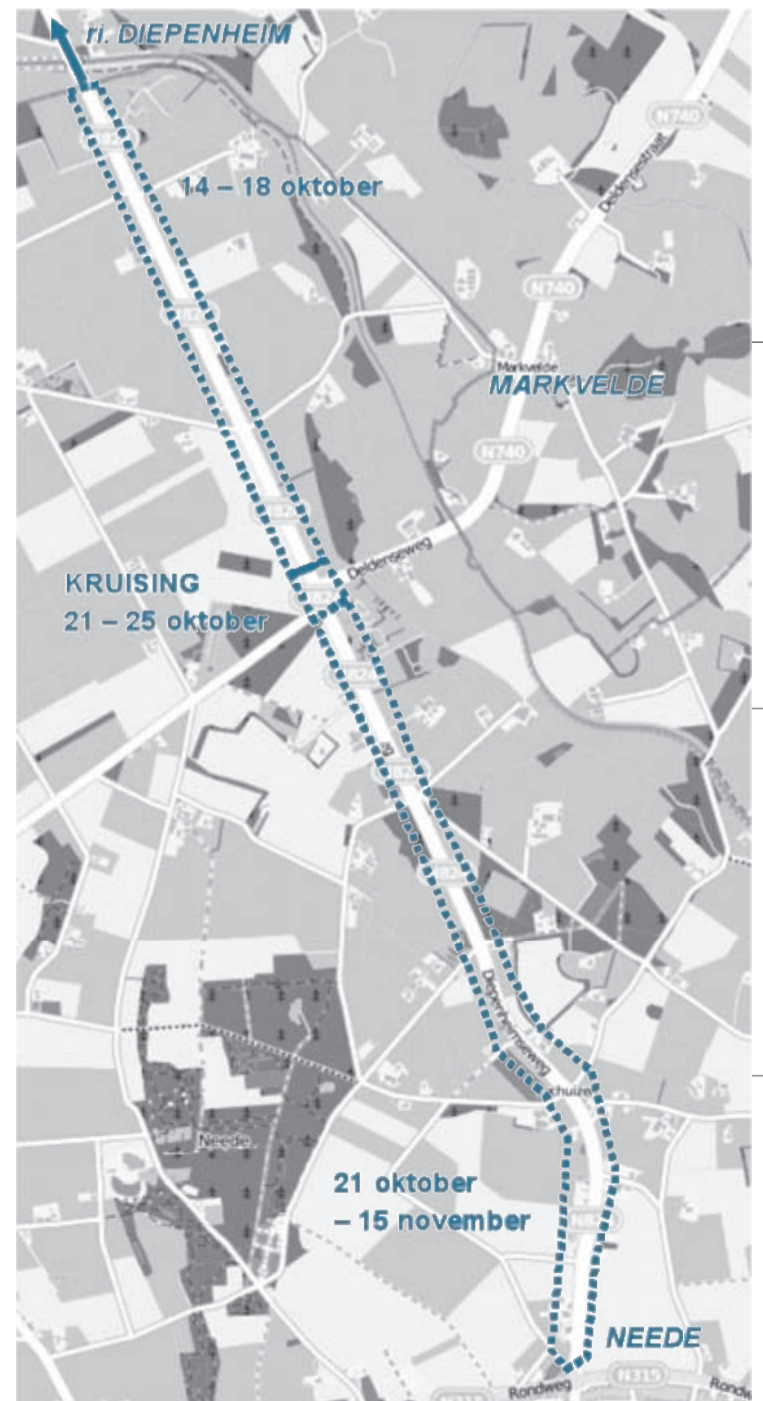 ri. DIEPENHEIM
N740
14 – 18 oktober
Deldensestraat
N740
Markvelde
MARKVELDE
N740
Deldenseweg
KRUISING
21 – 25 oktober
Diepenheimseweg
Neede
21 oktober
– 15 november
NEEDE
N315
Rondweg